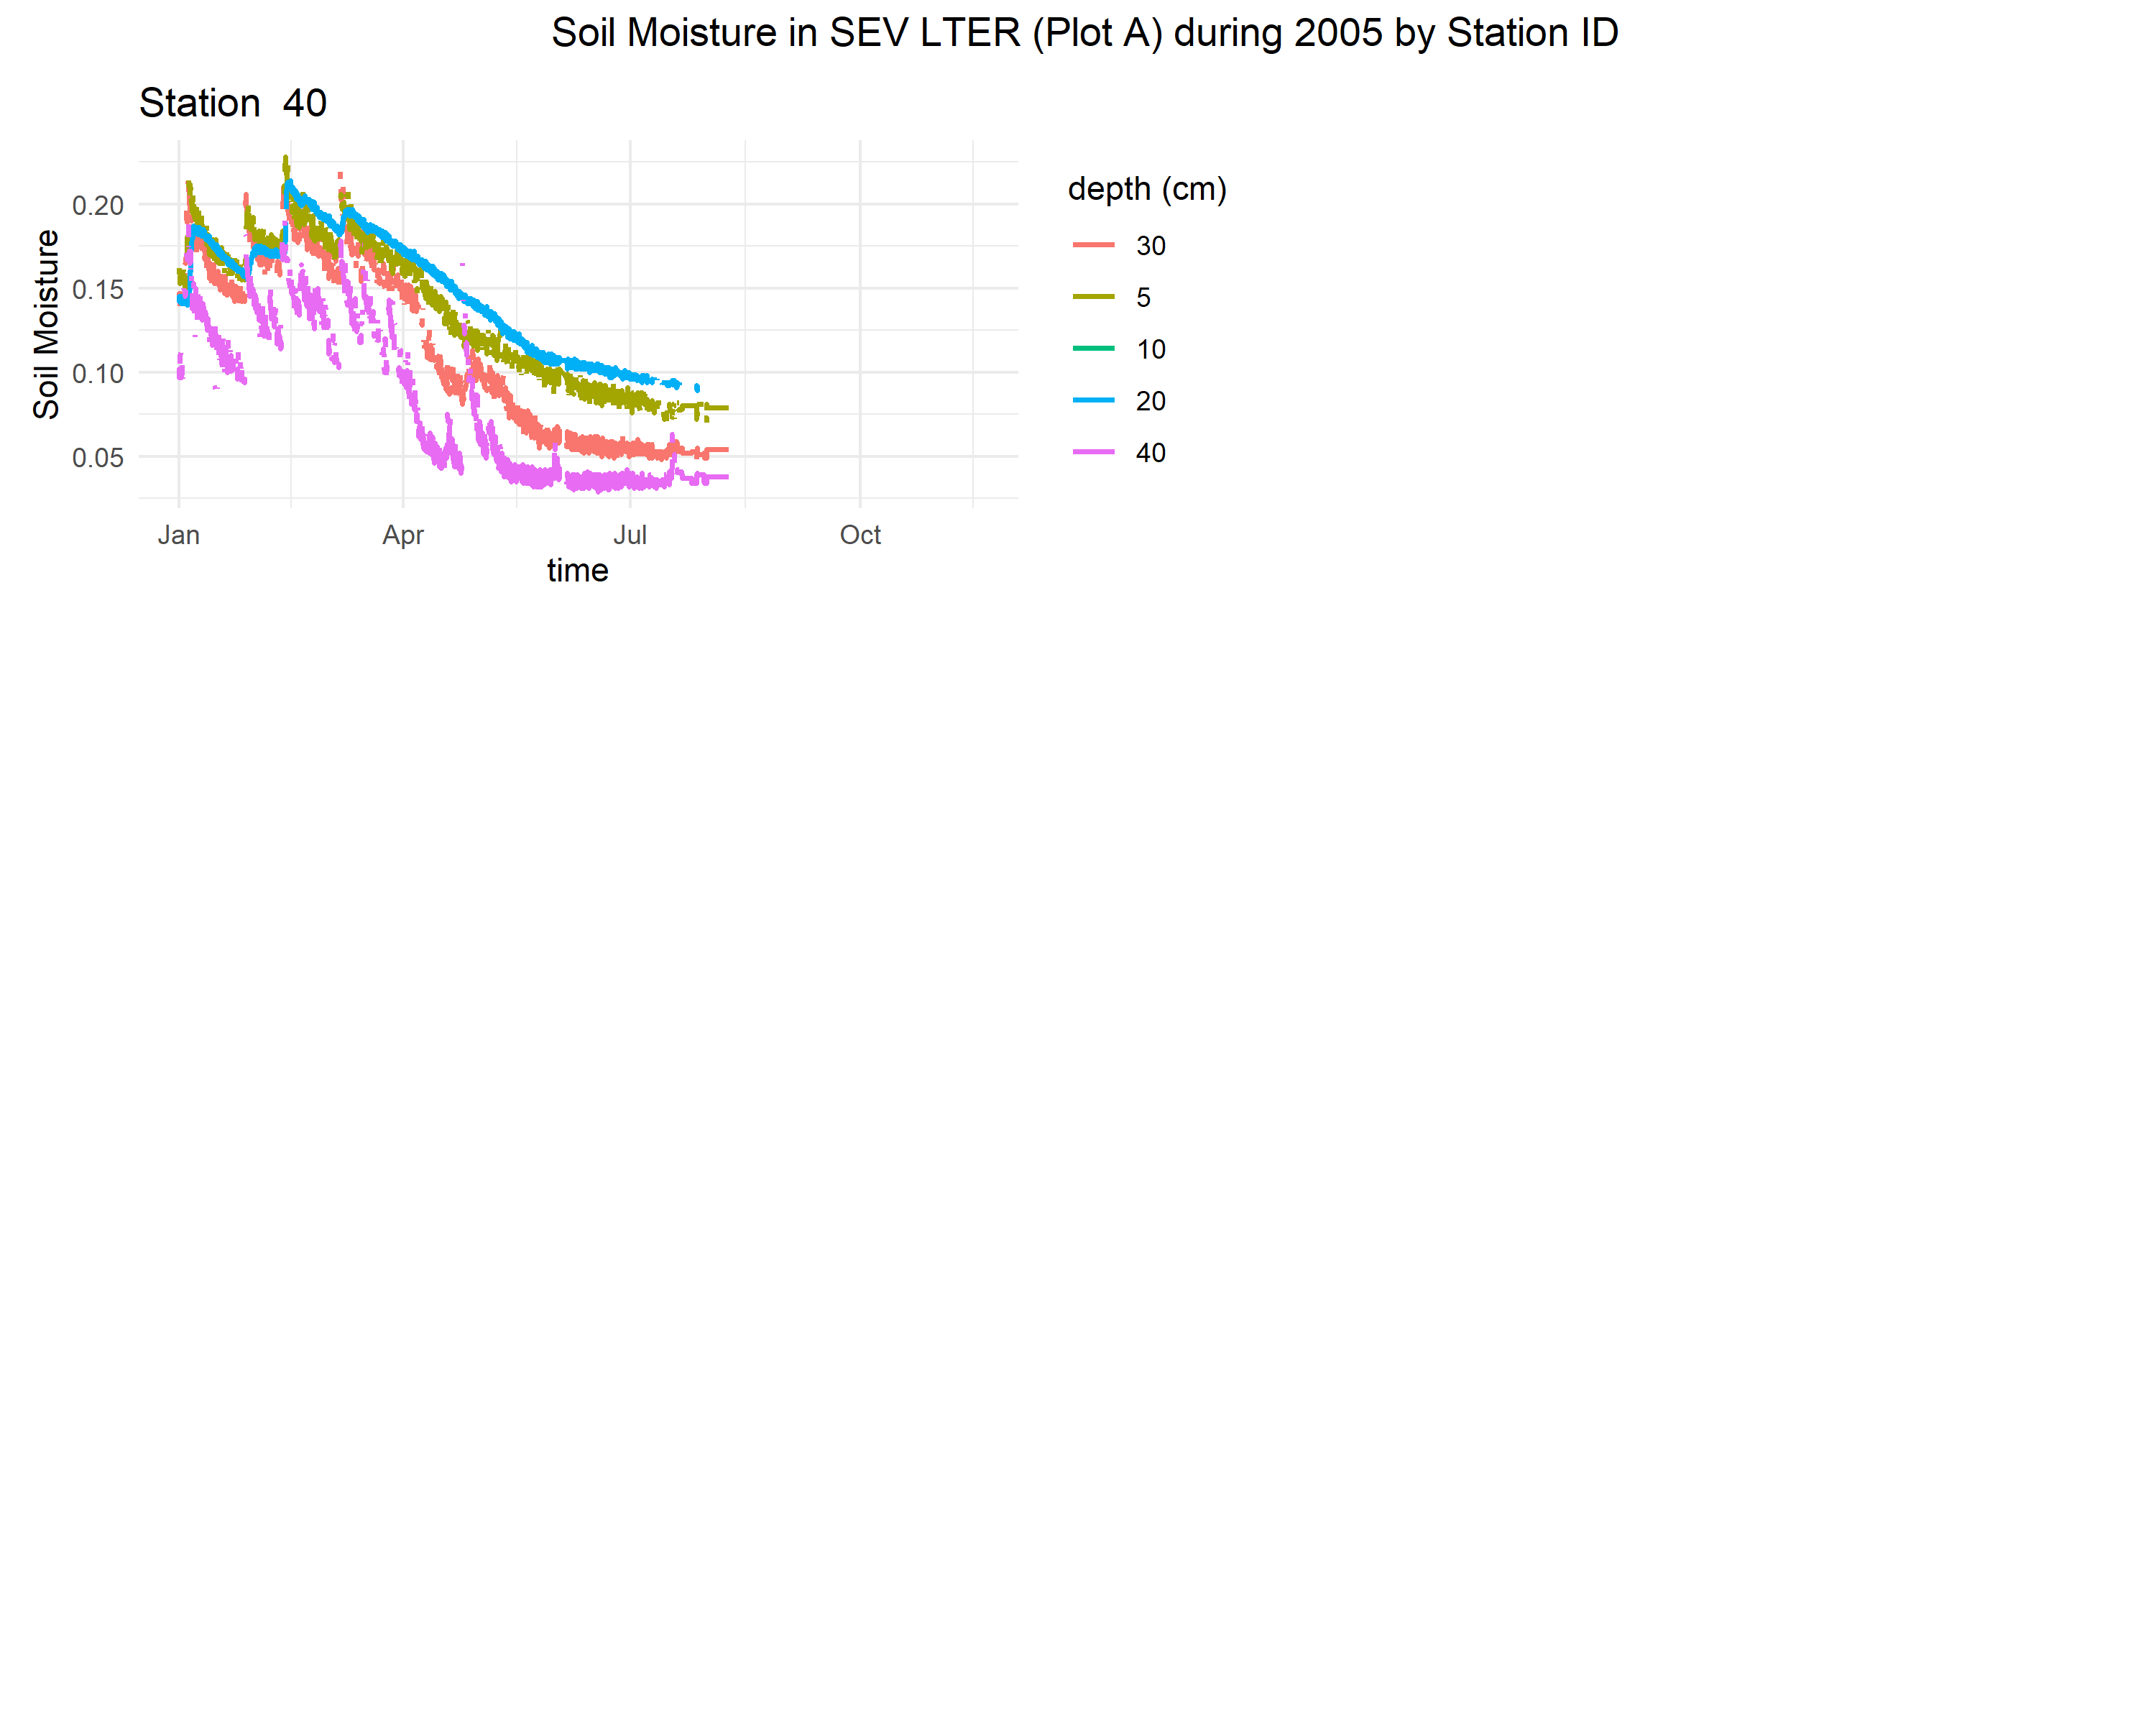 Soil Moisture in SEV LTER (Plot A) during 2005 by Station ID
Station  40
Soil Moisture
0.20
0.15
0.10
0.05
Jan
Apr
Jul
Oct
time
depth (cm)
30
5
10
20
40